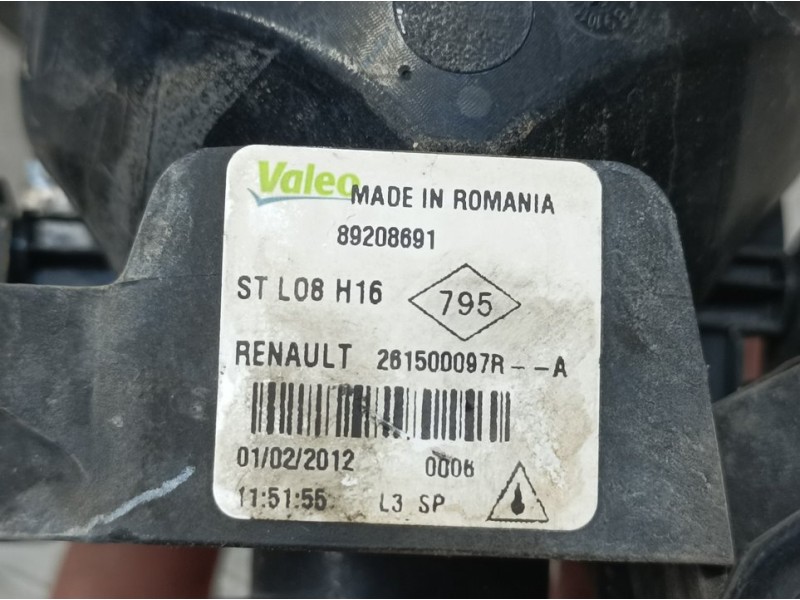 Valeo MADE IN ROMANIA
89208691
ST L08 H16 795
RENAULT 261500097R--A
01/02/2012 0006
11:51:55 L3 SP